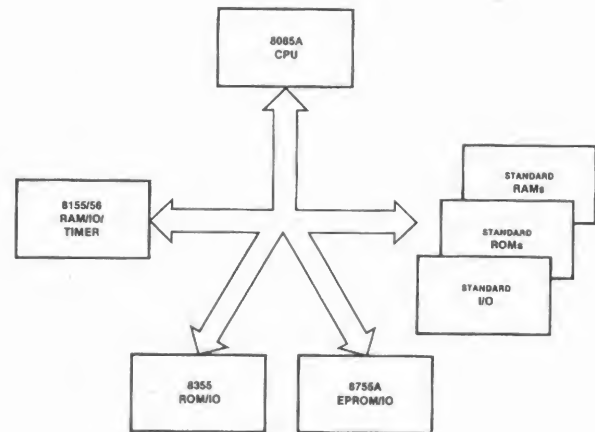 8085A
CPU
8155/56
RAM/IO/
TIMER
STANDARD
RAMs
STANDARD
ROMs
STANDARD
I/O
8355
ROM/IO
8755A
EPROM/IO